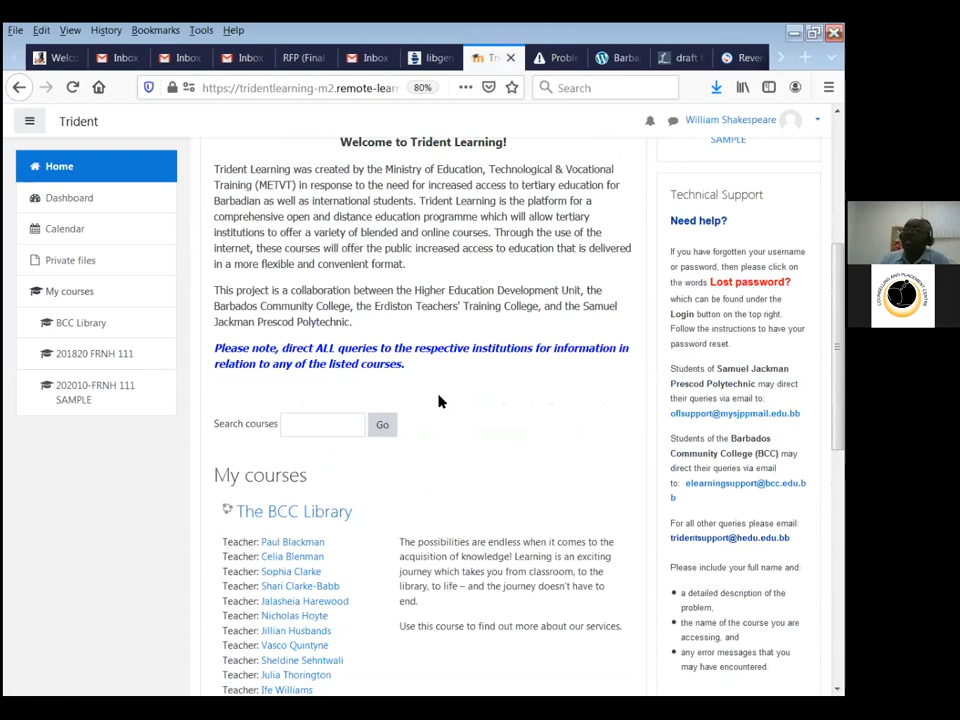 File Edit View History Bookmarks Tools Help
Welc
Inbox
Inbox
Inbox
RFP (Final
Inbox
libgen
Tri
Proble
Barba
draft
Rever
https://tridentlearning-m2.remote-lear
80%
Search
Trident
William Shakespeare
Home
Dashboard
Calendar
Private files
My courses
BCC Library
201820 FRNH 111
202010-FRNH 111
SAMPLE
Welcome to Trident Learning!
Trident Learning was created by the Ministry of Education, Technological & Vocational
Training (METVT) in response to the need for increased access to tertiary education for
Barbadian as well as international students. Trident Learning is the platform for a
comprehensive open and distance education programme which will allow tertiary
institutions to offer a variety of blended and online courses. Through the use of the
internet, these courses will offer the public increased access to education that is delivered
in a more flexible and convenient format.
This project is a collaboration between the Higher Education Development Unit, the
Barbados Community College, the Erdiston Teachers' Training College, and the Samuel
Jackman Prescod Polytechnic.
Please note, direct ALL queries to the respective institutions for information in
relation to any of the listed courses.
Search courses
Go
My courses
The BCC Library
Teacher: Paul Blackman
Teacher: Celia Blenman
Teacher: Sophia Clarke
Teacher: Shari Clarke-Babb
Teacher: Jalasheia Harewood
Teacher: Nicholas Hoyte
Teacher: Jillian Husbands
Teacher: Vasco Quintyne
Teacher: Sheldine Sehntwali
Teacher: Julia Thorington
Teacher: Ife Williams
The possibilities are endless when it comes to the
acquisition of knowledge! Learning is an exciting
journey which takes you from classroom, to the
library, to life – and the journey doesn't have to
end.
Use this course to find out more about our services.
SAMPLE
Technical Support
Need help?
If you have forgotten your username
or password, then please click on
the words Lost password?
which can be found under the
Login button on the top right.
Follow the instructions to have your
password reset.
Students of Samuel Jackman
Prescod Polytechnic may direct
their queries via email to:
oflsupport@mysjppmail.edu.bb
Students of the Barbados
Community College (BCC) may
direct their queries via email
to: elearningsupport@bcc.edu.b
b
For all other queries please email:
tridentsupport@hedu.edu.bb
Please include your full name and:
a detailed description of the
problem,
the name of the course you are
accessing, and
any error messages that you
may have encountered.
COUNSELLING AND PLACEMENT
CENTRE